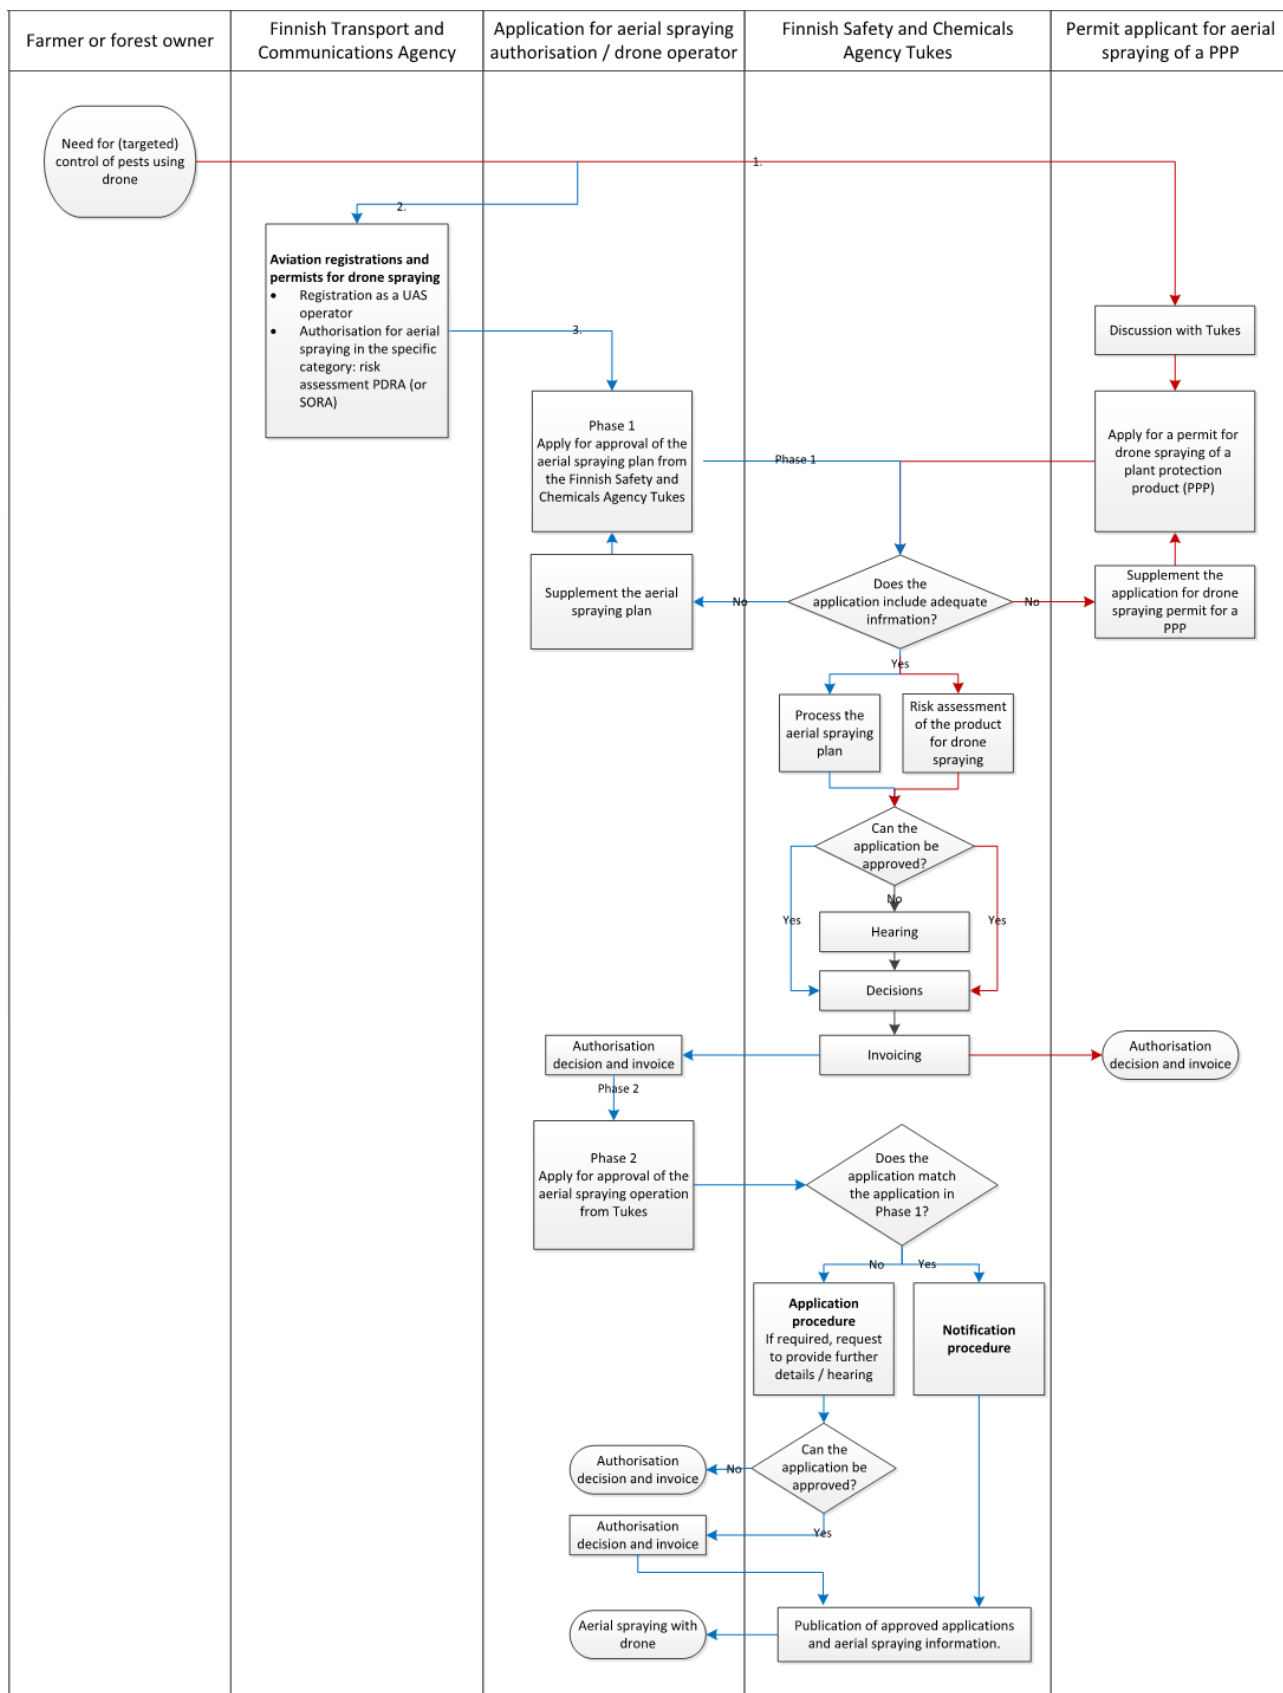 Farmer or forest owner
Finnish Transport and
Communications Agency
Application for aerial spraying
authorisation / drone operator
Finnish Safety and Chemicals
Agency Tukes
Permit applicant for aerial
spraying of a PPP
Need for (targeted)
control of pests using
drone
1.
2.
Aviation registrations and
permists for drone spraying
• Registration as a UAS
operator
• Authorisation for aerial
spraying in the specific
category: risk
assessment PDRA (or
SORA)
3.
Discussion with Tukes
Phase 1
Apply for approval of the
aerial spraying plan from
the Finnish Safety and
Chemicals Agency Tukes
Phase 1
Apply for a permit for
drone spraying of a
plant protection
product (PPP)
Supplement the aerial
spraying plan
No
Does the
application include adequate
infrmation?
No
Supplement the
application for drone
spraying permit for a
PPP
Yes
Process the
aerial spraying
plan
Risk assessment
of the product
for drone
spraying
Can the
application be
approved?
No
Yes
Yes
Hearing
Decisions
Invoicing
Authorisation
decision and invoice
Authorisation
decision and invoice
Phase 2
Phase 2
Apply for approval of the
aerial spraying operation
from Tukes
Does the
application match
the application in
Phase 1?
No
Yes
Application
procedure
If required, request
to provide further
details / hearing
Notification
procedure
Can the
application be
approved?
No
Authorisation
decision and invoice
Yes
Authorisation
decision and invoice
Publication of approved applications
and aerial spraying information.
Aerial spraying with
drone